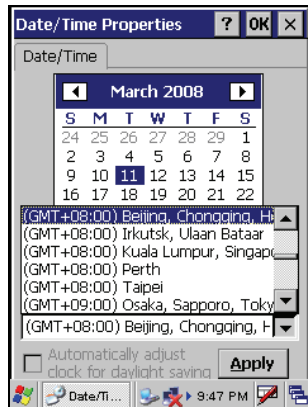 Date/Time Properties ? OK ×
Date/Time
March 2008
S M T W T F S
24 25 26 27 28 29 1
2 3 4 5 6 7 8
9 10 11 12 13 14 15
16 17 18 19 20 21 22
(GMT+08:00) Beijing, Chongqing, H
(GMT+08:00) Irkutsk, Ulaan Bataar
(GMT+08:00) Kuala Lumpur, Singap
(GMT+08:00) Perth
(GMT+08:00) Taipei
(GMT+09:00) Osaka, Sapporo, Toky
(GMT+08:00) Beijing, Chongqing, H
Automatically adjust
clock for daylight saving
Apply
Date/Ti... 9:47 PM